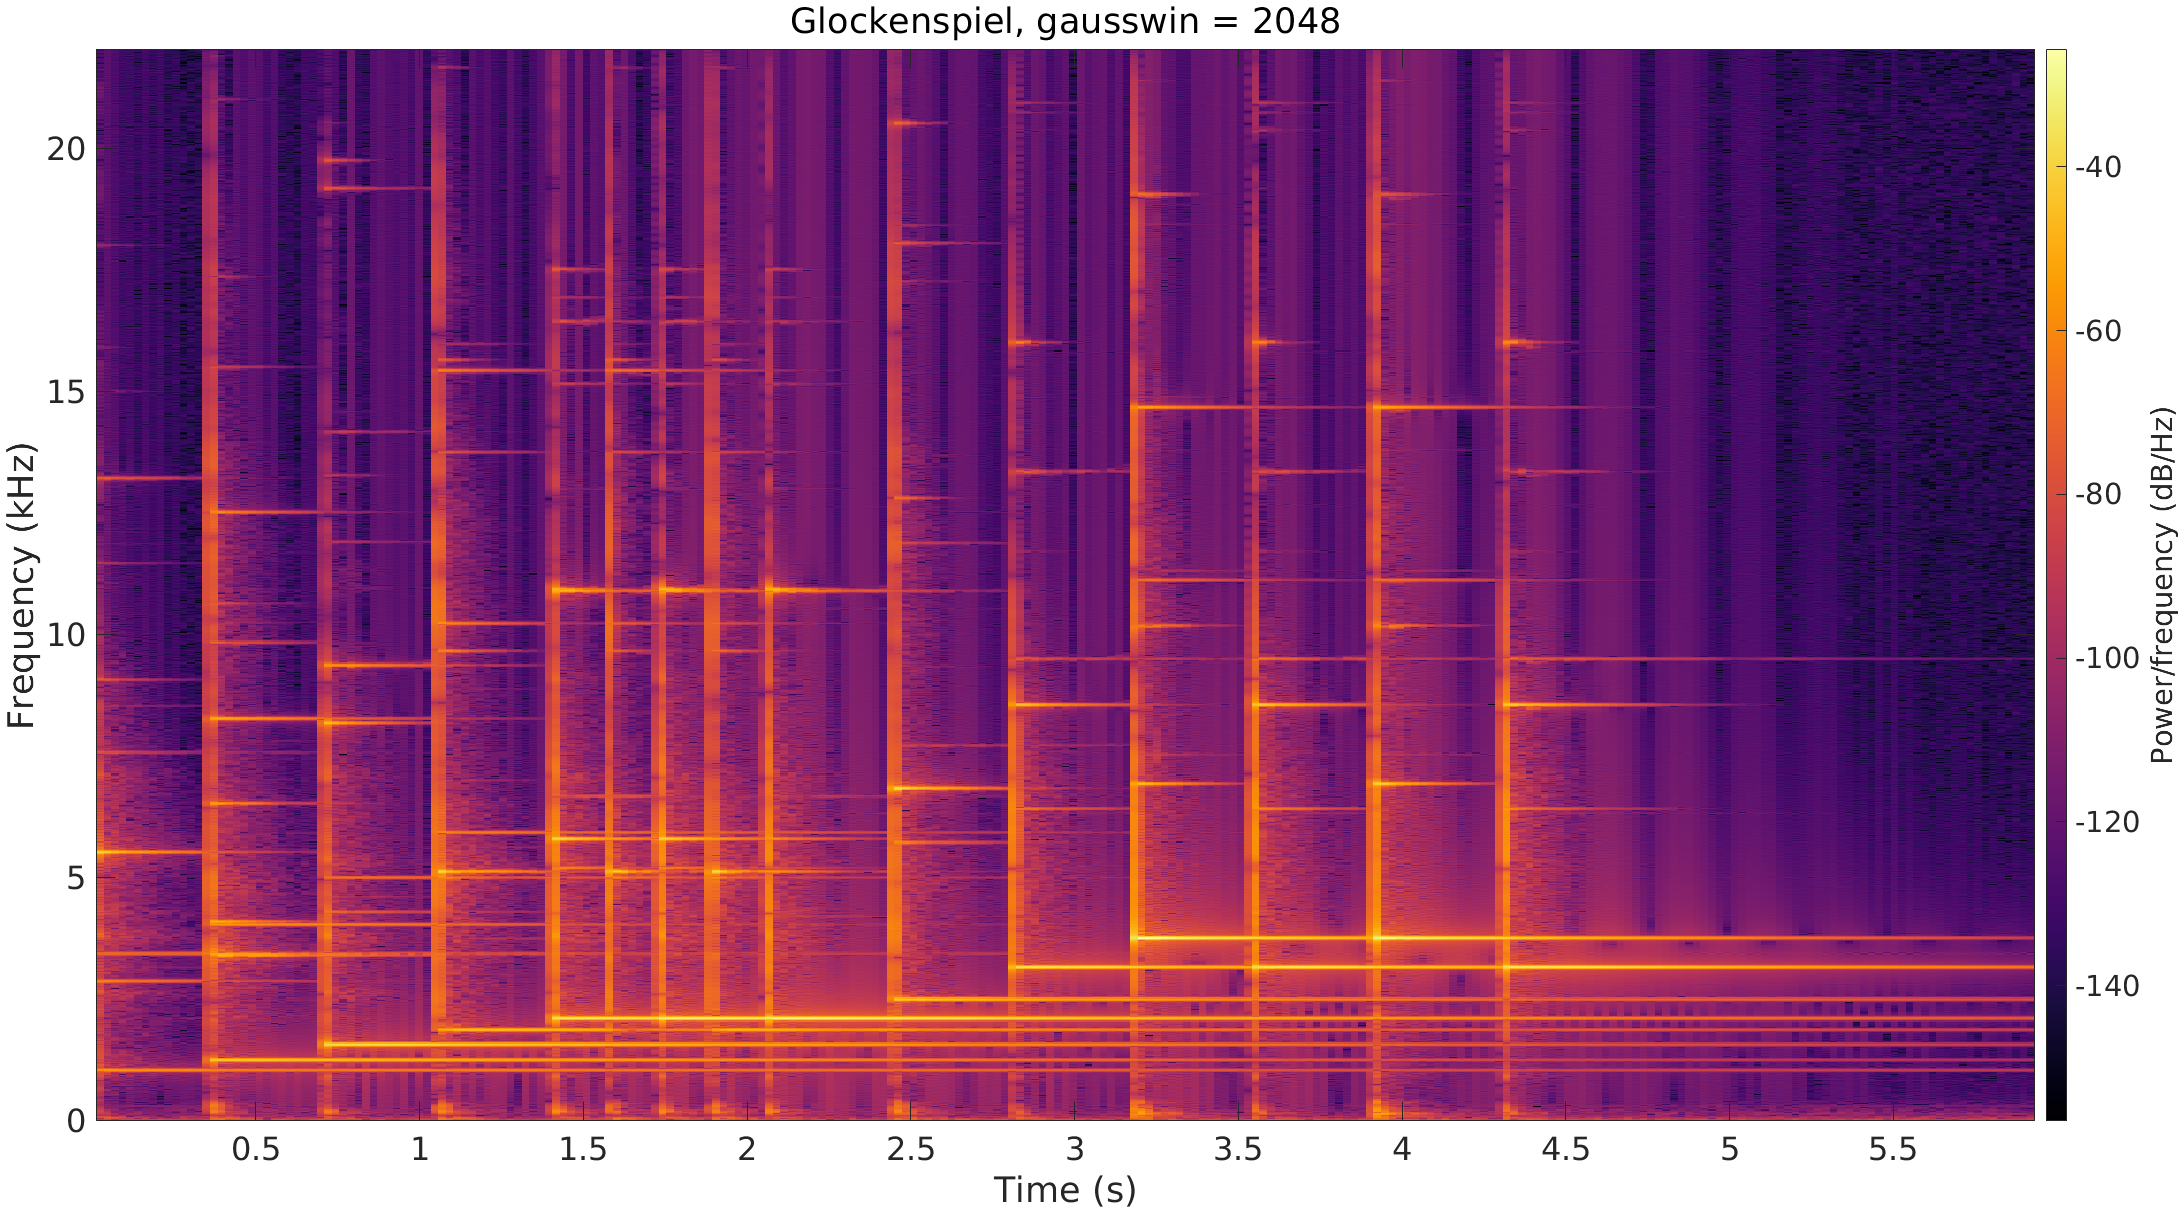 Glockenspiel, gausswin = 2048
Frequency (kHz)
20
15
10
5
0
0.5 1 1.5 2 2.5 3 3.5 4 4.5 5 5.5
Time (s)
-40
-60
-80
-100
-120
-140
Power/frequency (dB/Hz)